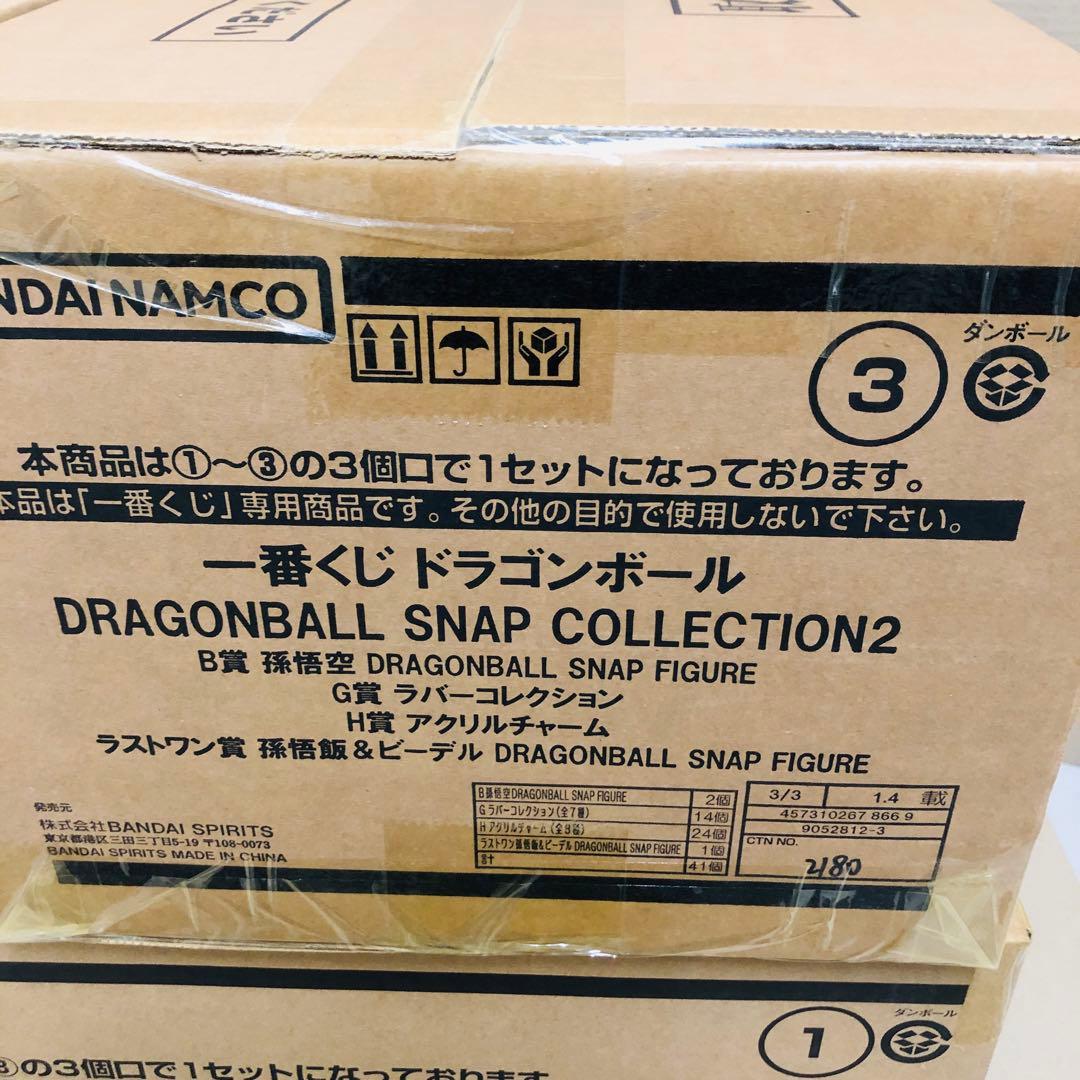 NDAI NAMCO
ダンボール
3
本商品は①～③の3個口で1セットになっております。
本品は「一番くじ」専用商品です。その他の目的で使用しないで下さい。
一番くじ ドラゴンボール
DRAGONBALL SNAP COLLECTION2
B賞 孫悟空 DRAGONBALL SNAP FIGURE
G賞 ラバーコレクション
H賞 アクリルチャーム
ラストワン賞 孫悟飯&ビーデル DRAGONBALL SNAP FIGURE
発売元
株式会社BANDAI SPIRITS
東京都港区三田三丁目5-19 〒108-0073
BANDAI SPIRITS MADE IN CHINA
B孫悟空DRAGONBALL SNAP FIGURE 2個
Gラバーコレクション(全7種) 14個
Hアクリルチャーム(全9種) 24個
ラストワン孫悟飯&ビーデル DRAGONBALL SNAP FIGURE 1個
合計 41個
3/3 1.4 載
457310267 866 9
9052812-3
CTN NO.
2180
ダンボール
1
③の3個口で1セットになっております